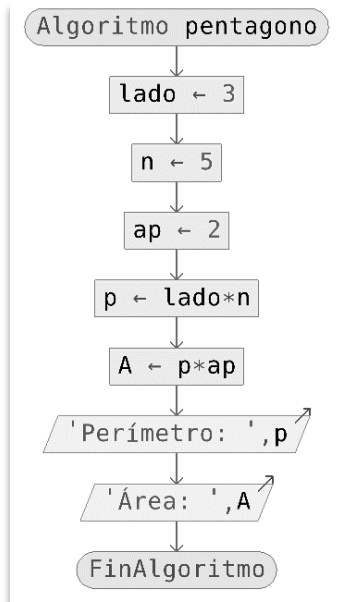 Algoritmo pentagono
lado ← 3
n ← 5
ap ← 2
p ← lado*n
A ← p*ap
'Perímetro: ',p
'Área: ',A
FinAlgoritmo